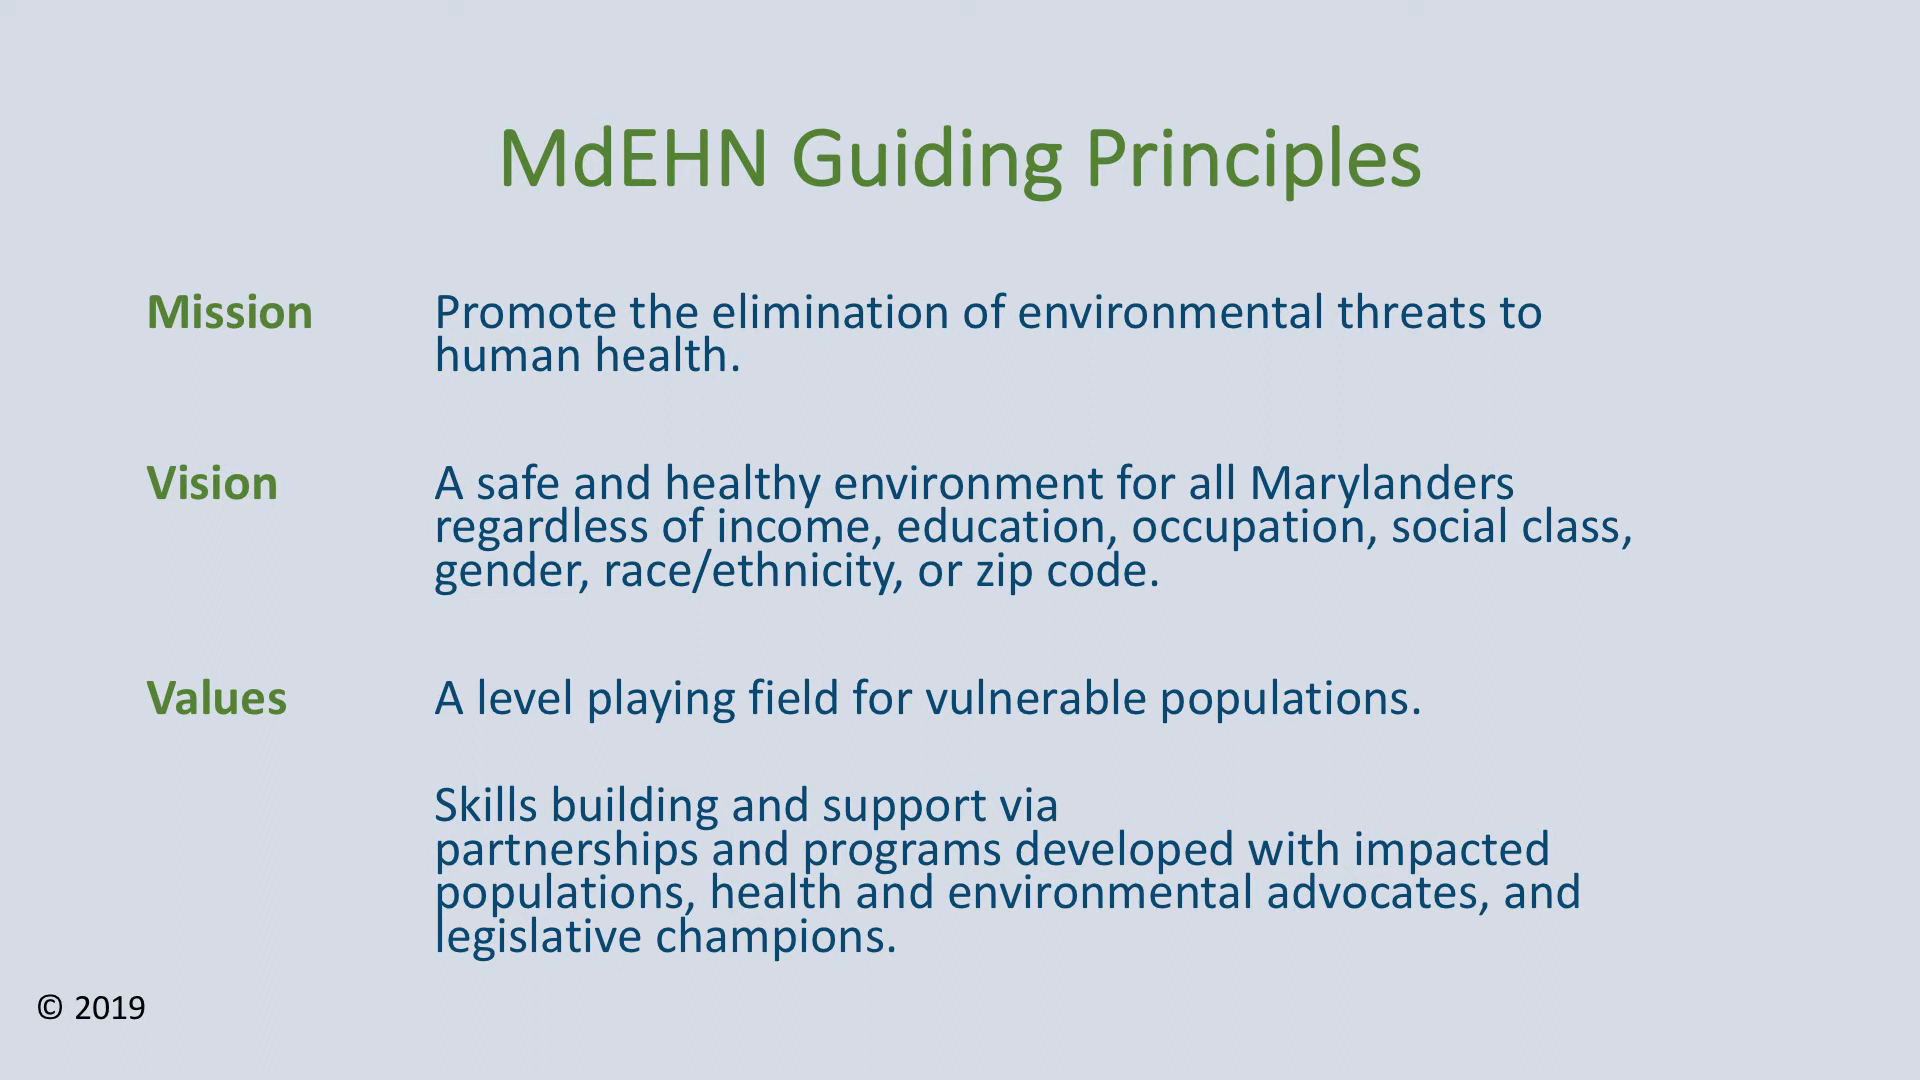 MdEHN Guiding Principles
Mission
Promote the elimination of environmental threats to
human health.
Vision
A safe and healthy environment for all Marylanders
regardless of income, education, occupation, social class,
gender, race/ethnicity, or zip code.
Values
A level playing field for vulnerable populations.
Skills building and support via
partnerships and programs developed with impacted
populations, health and environmental advocates, and
legislative champions.
© 2019